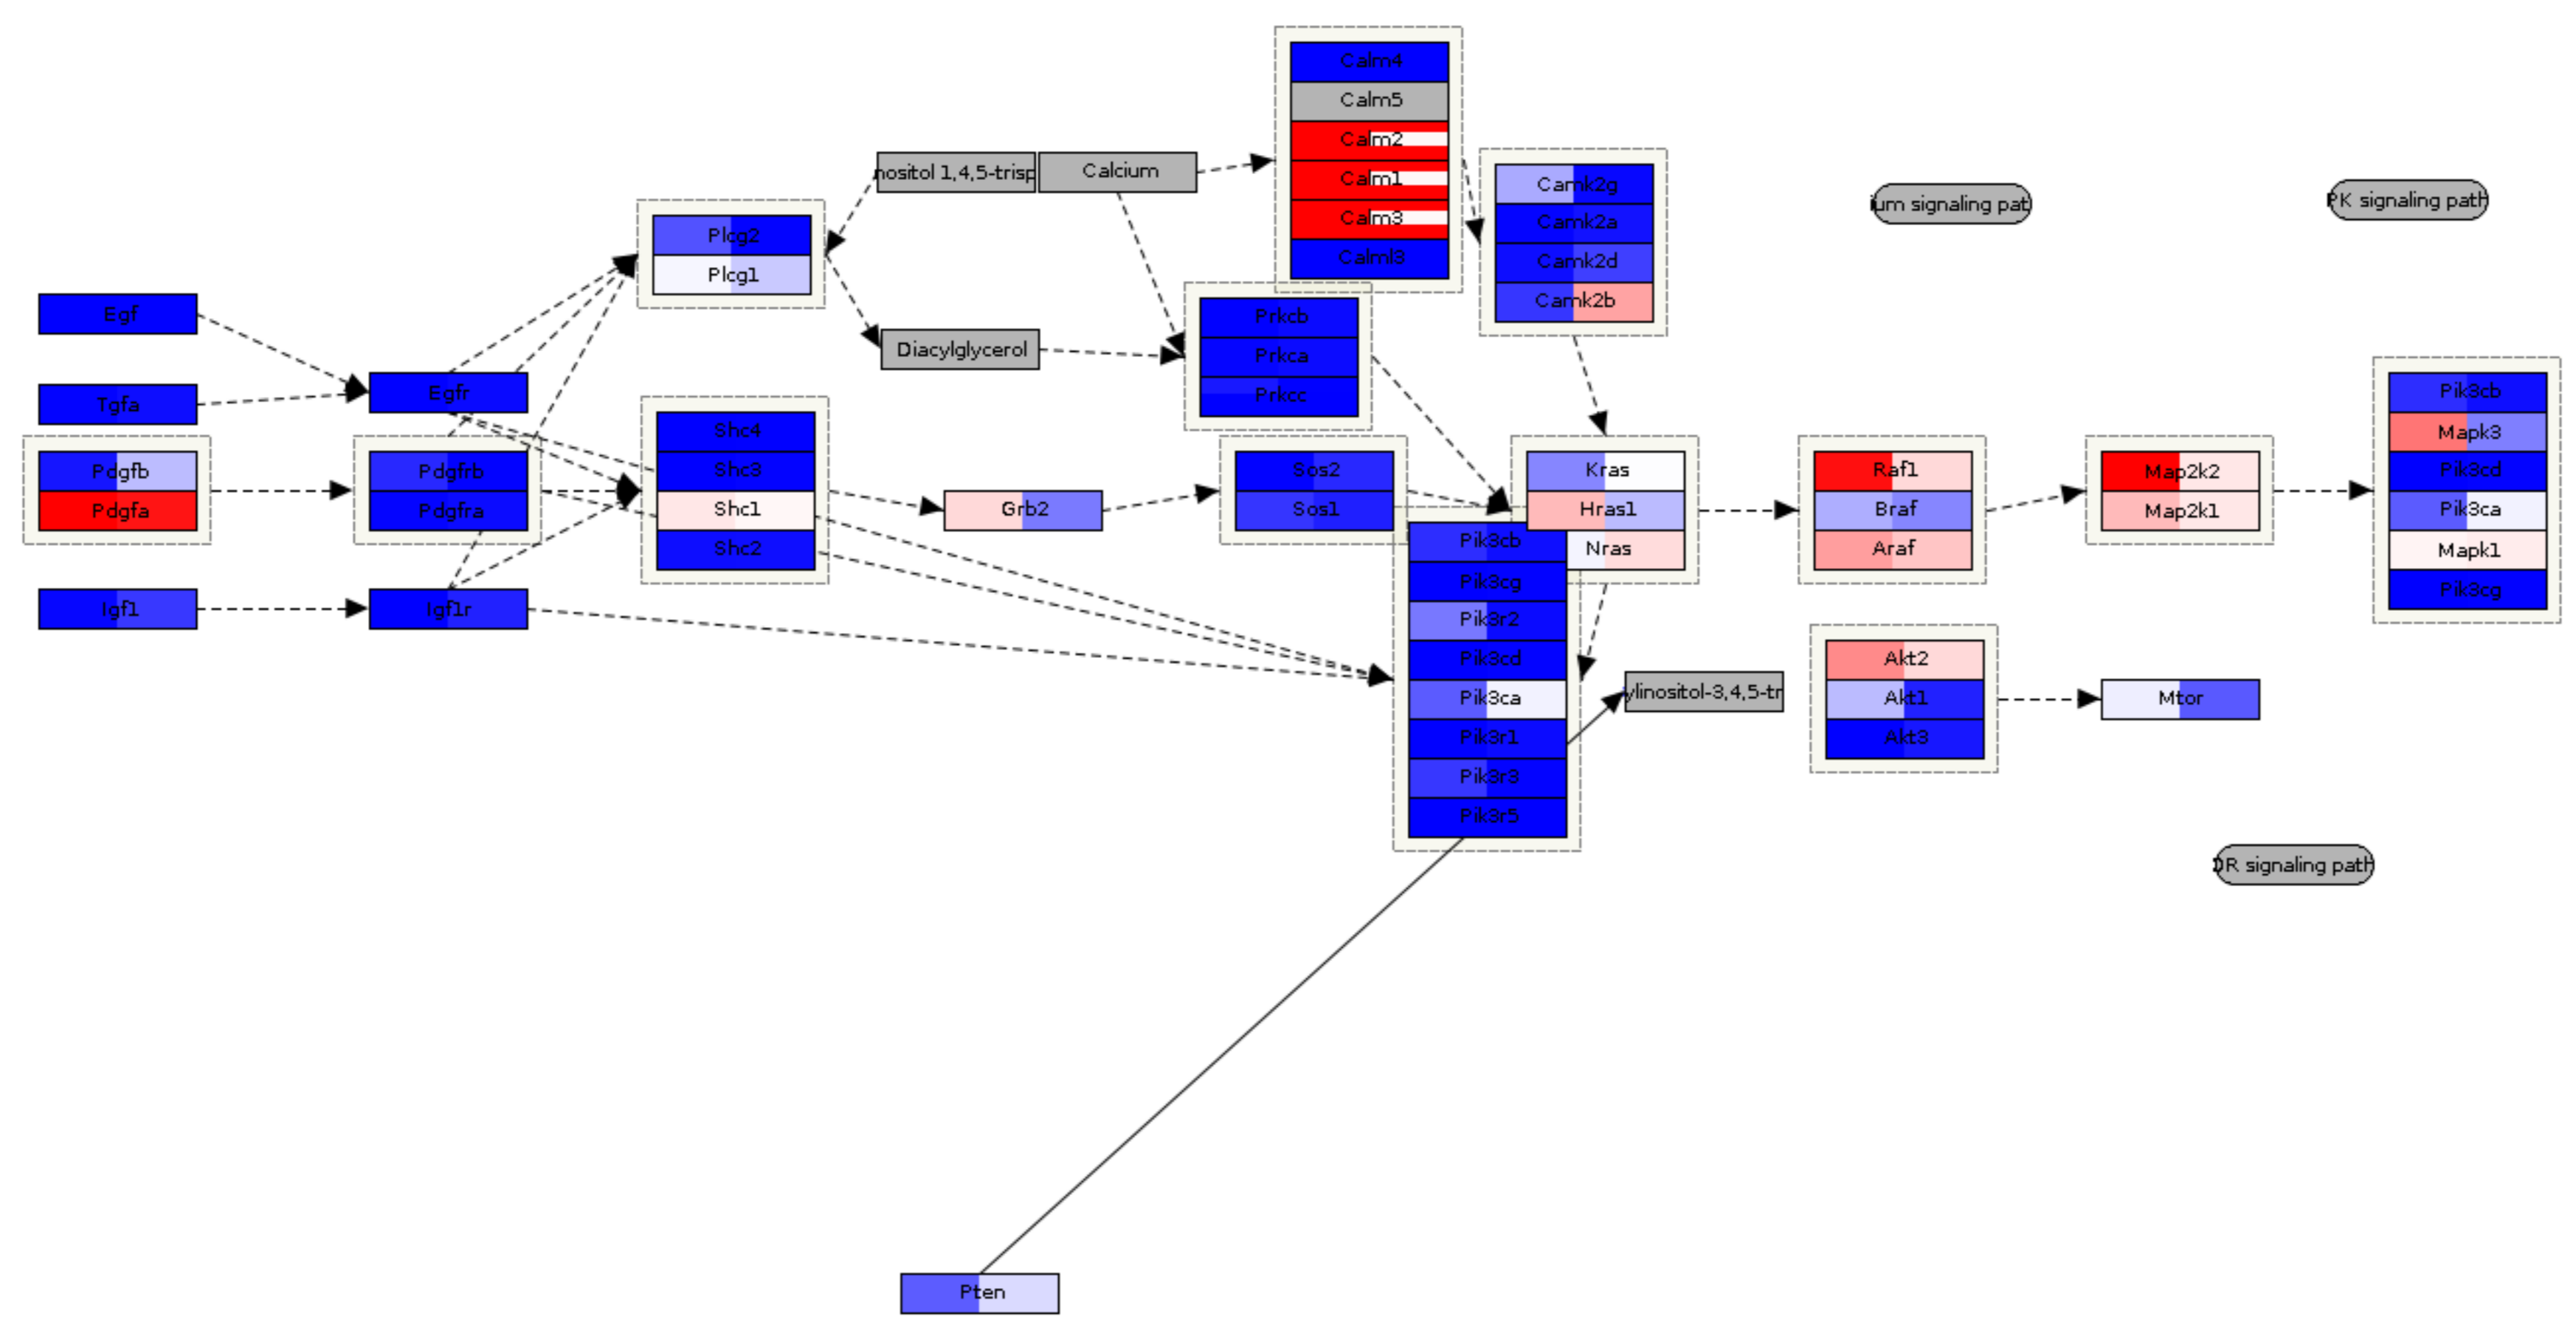 Calm4
Calm5
Calm2
Calm1
Calm3
Calml3
nositol 1,4,5-trisp
Calcium
Camk2g
Camk2a
Camk2d
Camk2b
ium signaling pat
PK signaling path
Plcg2
Plcg1
Egf
Tgfa
Pdgfb
Pdgfa
Igf1
Egfr
Pdgfrb
Pdgfra
Igf1r
Diacylglycerol
Prkcb
Prkca
Prkcc
Shc4
Shc3
Shc1
Shc2
Grb2
Sos2
Sos1
Kras
Hras1
Nras
Raf1
Braf
Araf
Map2k2
Map2k1
Pik3cb
Mapk3
Pik3cd
Pik3ca
Mapk1
Pik3cg
Pik3cb
Pik3cg
Pik3r2
Pik3cd
Pik3ca
Pik3r1
Pik3r3
Pik3r5
ylinositol-3,4,5-tr
Akt2
Akt1
Akt3
Mtor
OR signaling path
Pten